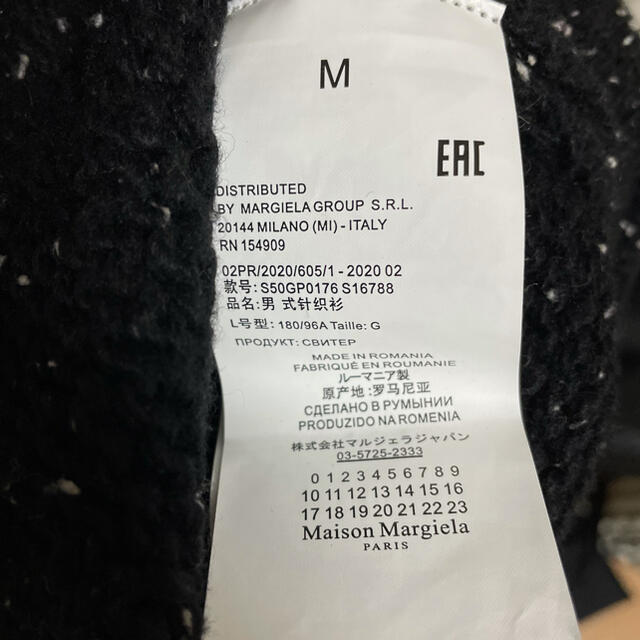 M
EAC
DISTRIBUTED
BY MARGIELA GROUP S.R.L.
20144 MILANO (MI) - ITALY
RN 154909
02PR/2020/605/1 - 2020 02
款号: S50GP0176 S16788
品名: 男 式针织衫
L号型: 180/96A Taille: G
ПРОДУКТ: СВИТЕР
MADE IN ROMANIA
FABRIQUÉ EN ROUMANIE
ルーマニア製
原产地:罗马尼亚
СДЕЛАНО В РУМЫНИИ
PRODUZIDO NA ROMENIA
株式会社マルジェラジャパン
03-5725-2333
0 1 2 3 4 5 6 7 8 9
10 11 12 13 14 15 16
17 18 19 20 21 22 23
Maison Margiela
PARIS